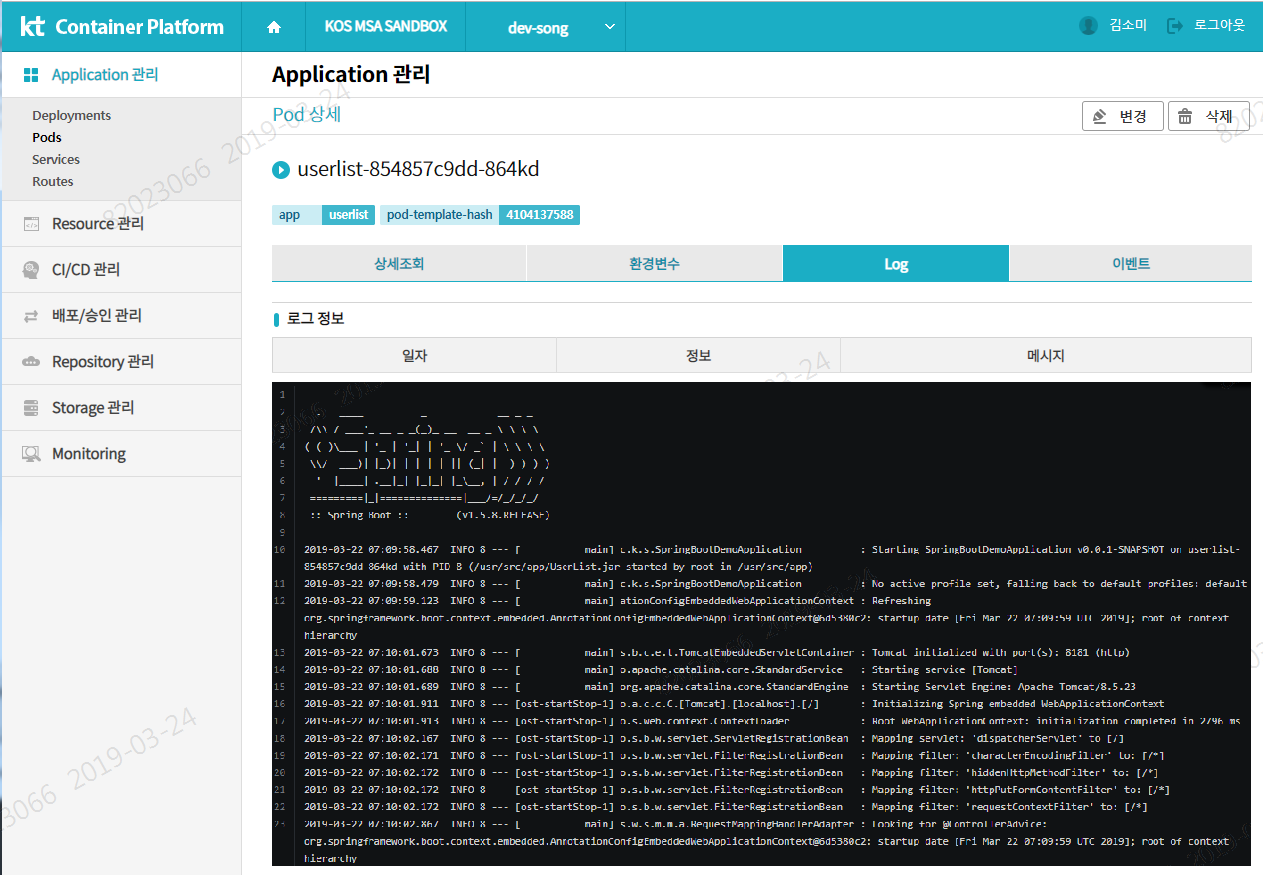 kt Container Platform
KOS MSA SANDBOX
dev-song
김소미
로그아웃
Application 관리
Deployments
Pods
Services
Routes
Resource 관리
CI/CD 관리
배포/승인 관리
Repository 관리
Storage 관리
Monitoring
Application 관리
Pod 상세
변경
삭제
userlist-854857c9dd-864kd
app userlist pod-template-hash 4104137588
상세조회 환경변수 Log 이벤트
로그 정보
일자 정보 메시지
1
2   .   ____          _            __ _ _
3  /\\ / ___'_ __ _ _(_)_ __  __ _ \ \ \ \
4 ( ( )\___ | '_ | '_| | '_ \/ _` | \ \ \ \
5  \\/  ___)| |_)| | | | | || (_| |  ) ) ) )
6   '  |____| .__|_| |_|_| |_\__, | / / / /
7  =========|_|==============|___/=/_/_/_/
8  :: Spring Boot ::        (v1.5.8.RELEASE)
9
10 2019-03-22 07:09:58.467  INFO 8 --- [           main] c.k.s.SpringBootDemoApplication          : Starting SpringBootDemoApplication v0.0.1-SNAPSHOT on userlist-
854857c9dd-864kd with PID 8 (/usr/src/app/UserList.jar started by root in /usr/src/app)
11 2019-03-22 07:09:58.479  INFO 8 --- [           main] c.k.s.SpringBootDemoApplication          : No active profile set, falling back to default profiles: default
12 2019-03-22 07:09:59.123  INFO 8 --- [           main] ationConfigEmbeddedWebApplicationContext : Refreshing
org.springframework.boot.context.embedded.AnnotationConfigEmbeddedWebApplicationContext@6d5380c2: startup date [Fri Mar 22 07:09:59 UTC 2019]; root of context
hierarchy
13 2019-03-22 07:10:01.673  INFO 8 --- [           main] s.b.c.e.t.TomcatEmbeddedServletContainer : Tomcat initialized with port(s): 8181 (http)
14 2019-03-22 07:10:01.688  INFO 8 --- [           main] o.apache.catalina.core.StandardService   : Starting service [Tomcat]
15 2019-03-22 07:10:01.689  INFO 8 --- [           main] org.apache.catalina.core.StandardEngine  : Starting Servlet Engine: Apache Tomcat/8.5.23
16 2019-03-22 07:10:01.911  INFO 8 --- [ost-startStop-1] o.a.c.c.C.[Tomcat].[localhost].[/]       : Initializing Spring embedded WebApplicationContext
17 2019-03-22 07:10:01.913  INFO 8 --- [ost-startStop-1] o.s.web.context.ContextLoader            : Root WebApplicationContext: initialization completed in 2796 ms
18 2019-03-22 07:10:02.167  INFO 8 --- [ost-startStop-1] o.s.b.w.servlet.ServletRegistrationBean  : Mapping servlet: 'dispatcherServlet' to [/]
19 2019-03-22 07:10:02.171  INFO 8 --- [ost-startStop-1] o.s.b.w.servlet.FilterRegistrationBean   : Mapping filter: 'characterEncodingFilter' to: [/*]
20 2019-03-22 07:10:02.172  INFO 8 --- [ost-startStop-1] o.s.b.w.servlet.FilterRegistrationBean   : Mapping filter: 'hiddenHttpMethodFilter' to: [/*]
21 2019-03-22 07:10:02.172  INFO 8 --- [ost-startStop-1] o.s.b.w.servlet.FilterRegistrationBean   : Mapping filter: 'httpPutFormContentFilter' to: [/*]
22 2019-03-22 07:10:02.172  INFO 8 --- [ost-startStop-1] o.s.b.w.servlet.FilterRegistrationBean   : Mapping filter: 'requestContextFilter' to: [/*]
23 2019-03-22 07:10:02.867  INFO 8 --- [           main] s.w.s.m.m.a.RequestMappingHandlerAdapter : Looking for @ControllerAdvice:
org.springframework.boot.context.embedded.AnnotationConfigEmbeddedWebApplicationContext@6d5380c2: startup date [Fri Mar 22 07:09:59 UTC 2019]; root of context
hierarchy
82023066 2019-03-24
3066 2019-03-24